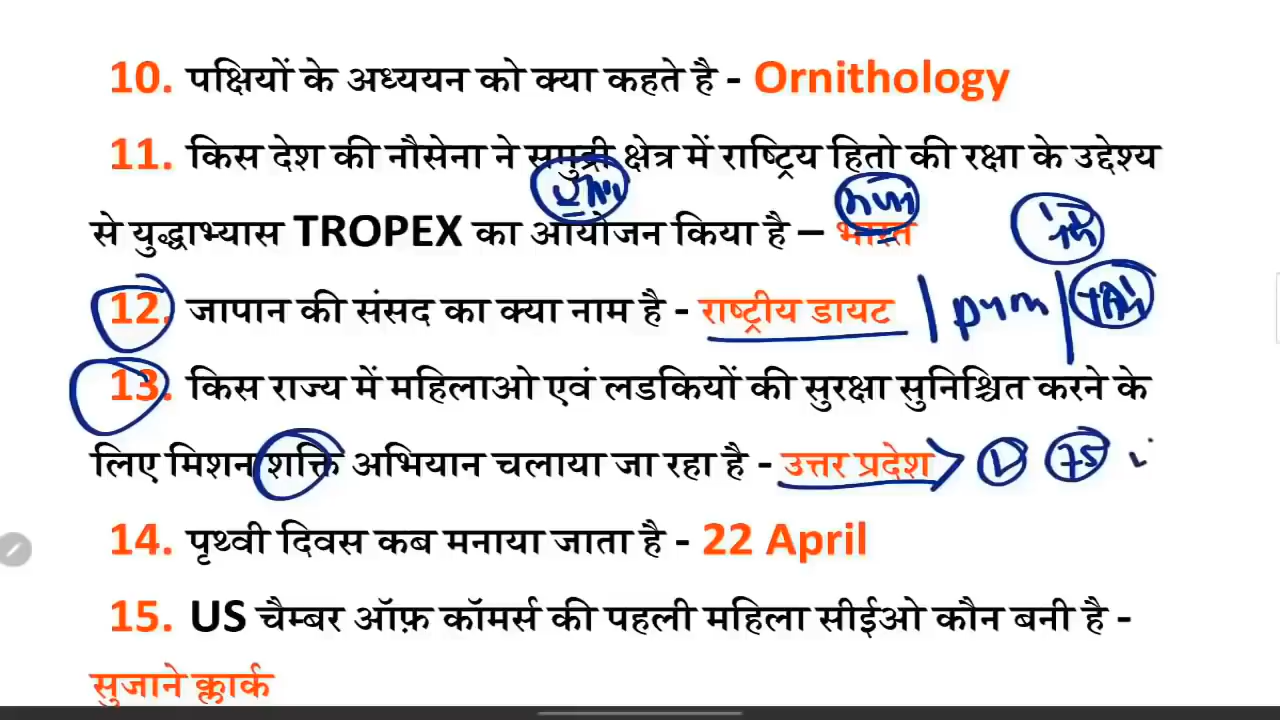 10. पक्षियों के अध्ययन को क्या कहते है - Ornithology
11. किस देश की नौसेना ने समुद्री क्षेत्र में राष्ट्रिय हितो की रक्षा के उद्देश्य
से युद्धाभ्यास TROPEX का आयोजन किया है – भारत
12. जापान की संसद का क्या नाम है - राष्ट्रीय डायट
13. किस राज्य में महिलाओ एवं लडकियों की सुरक्षा सुनिश्चित करने के
लिए मिशन शक्ति अभियान चलाया जा रहा है - उत्तर प्रदेश 75
14. पृथ्वी दिवस कब मनाया जाता है - 22 April
15. US चैम्बर ऑफ़ कॉमर्स की पहली महिला सीईओ कौन बनी है -
सुजाने क्लार्क